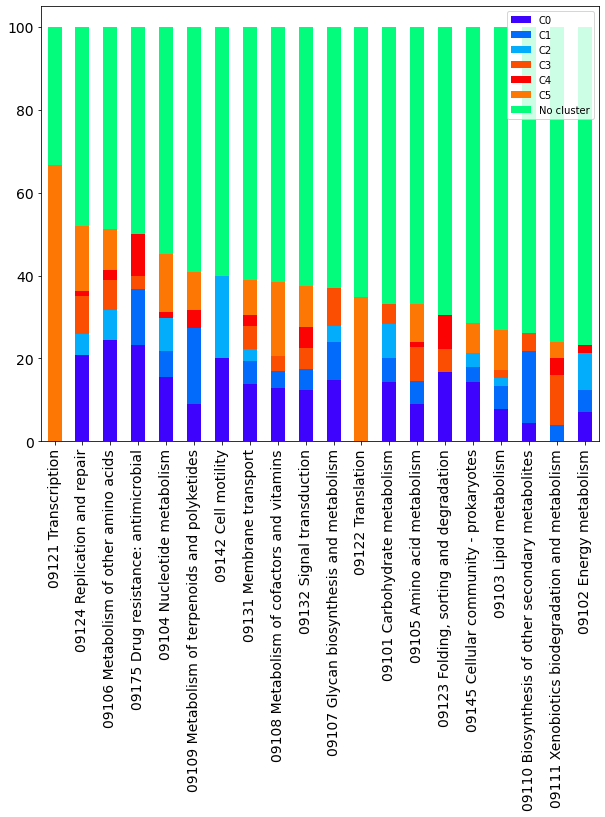 100
80
60
40
20
0
C0
C1
C2
C3
C4
C5
No cluster
09121 Transcription
09124 Replication and repair
09106 Metabolism of other amino acids
09175 Drug resistance: antimicrobial
09104 Nucleotide metabolism
09109 Metabolism of terpenoids and polyketides
09142 Cell motility
09131 Membrane transport
09108 Metabolism of cofactors and vitamins
09132 Signal transduction
09107 Glycan biosynthesis and metabolism
09122 Translation
09101 Carbohydrate metabolism
09105 Amino acid metabolism
09123 Folding, sorting and degradation
09145 Cellular community - prokaryotes
09103 Lipid metabolism
09110 Biosynthesis of other secondary metabolites
09111 Xenobiotics biodegradation and metabolism
09102 Energy metabolism